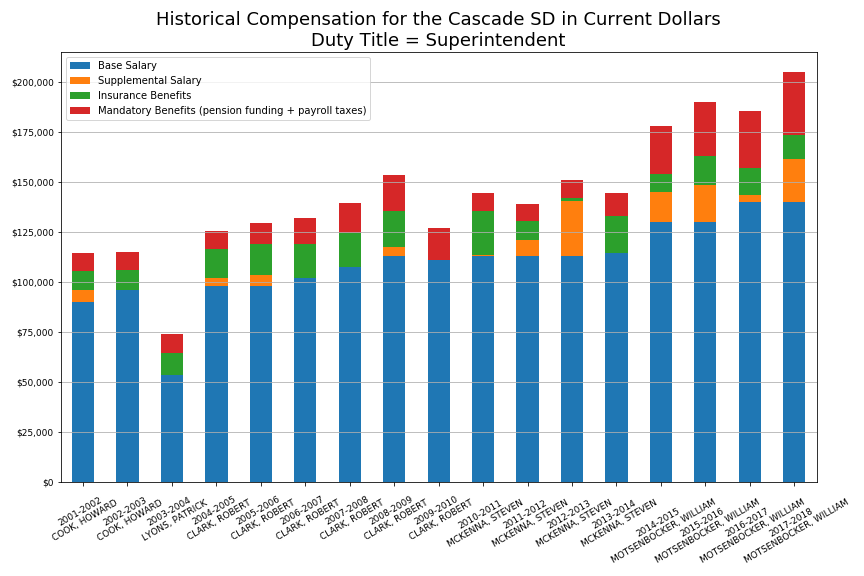 Historical Compensation for the Cascade SD in Current Dollars
Duty Title = Superintendent
Base Salary
Supplemental Salary
Insurance Benefits
Mandatory Benefits (pension funding + payroll taxes)
$200,000
$175,000
$150,000
$125,000
$100,000
$75,000
$50,000
$25,000
$0
2001-2002
COOK, HOWARD
2002-2003
COOK, HOWARD
2003-2004
LYONS, PATRICK
2004-2005
CLARK, ROBERT
2005-2006
CLARK, ROBERT
2006-2007
CLARK, ROBERT
2007-2008
CLARK, ROBERT
2008-2009
CLARK, ROBERT
2009-2010
CLARK, ROBERT
2010-2011
MCKENNA, STEVEN
2011-2012
MCKENNA, STEVEN
2012-2013
MCKENNA, STEVEN
2013-2014
MCKENNA, STEVEN
2014-2015
MOTSENBOCKER, WILLIAM
2015-2016
MOTSENBOCKER, WILLIAM
2016-2017
MOTSENBOCKER, WILLIAM
2017-2018
MOTSENBOCKER, WILLIAM